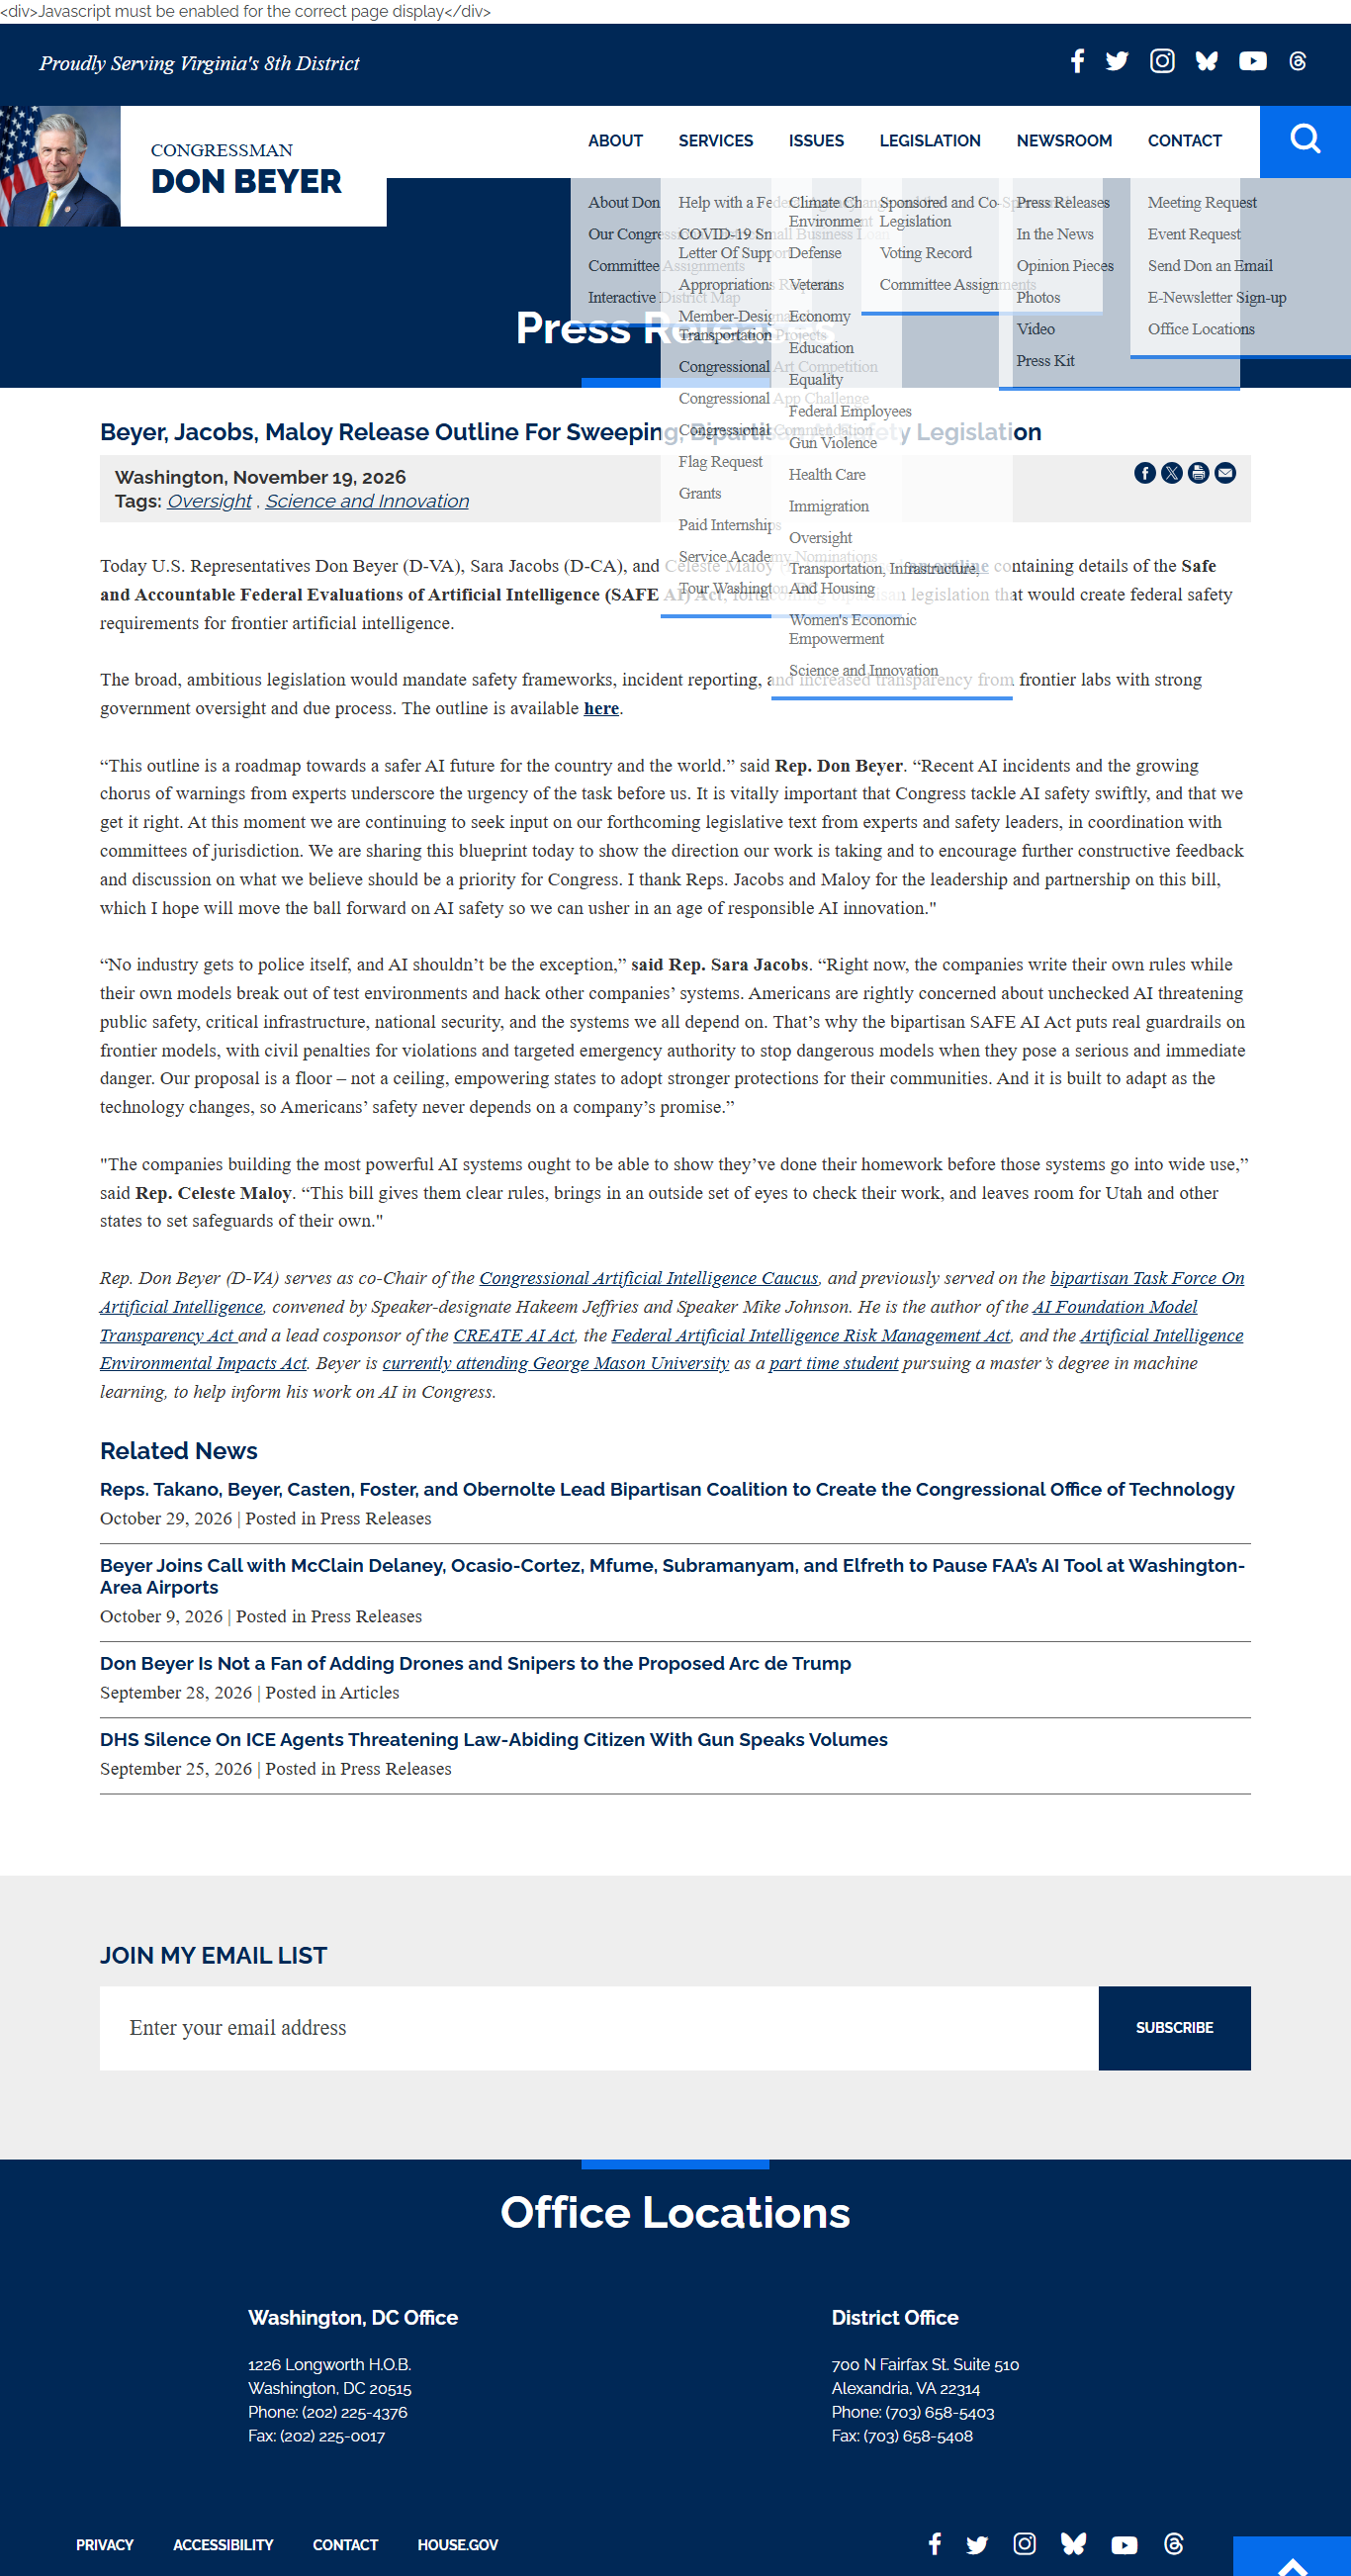 <div>Javascript must be enabled for the correct page display</div>
Proudly Serving Virginia's 8th District
CONGRESSMAN
DON BEYER
ABOUT
SERVICES
ISSUES
LEGISLATION
NEWSROOM
CONTACT
About Don
Our Congressional District
Committee Assignments
Interactive District Map
Help with a Federal Agency
COVID-19 Small Business Loan
Letter Of Support
Appropriations Requests
Member-Designated
Transportation Projects
Congressional Art Competition
Congressional App Challenge
Congressional Commendation
Flag Request
Grants
Paid Internships
Service Academy Nominations
Tour Washington
Climate Change and the
Environment
Defense
Veterans
Economy
Education
Equality
Federal Employees
Gun Violence
Health Care
Immigration
Oversight
Transportation, Infrastructure,
And Housing
Women's Economic
Empowerment
Science and Innovation
Sponsored and Co-Sponsored
Legislation
Voting Record
Committee Assignments
Press Releases
In the News
Opinion Pieces
Photos
Video
Press Kit
Meeting Request
Event Request
Send Don an Email
E-Newsletter Sign-up
Office Locations
Press Releases
Beyer, Jacobs, Maloy Release Outline For Sweeping, Bipartisan AI Safety Legislation
Washington, November 19, 2026
Tags: Oversight , Science and Innovation
Today U.S. Representatives Don Beyer (D-VA), Sara Jacobs (D-CA), and Celeste Maloy outline containing details of the Safe
and Accountable Federal Evaluations of Artificial Intelligence (SAFE AI) Act, forthcoming bipartisan legislation that would create federal safety
requirements for frontier artificial intelligence.
The broad, ambitious legislation would mandate safety frameworks, incident reporting, and increased transparency from frontier labs with strong
government oversight and due process. The outline is available here.
“This outline is a roadmap towards a safer AI future for the country and the world.” said Rep. Don Beyer. “Recent AI incidents and the growing
chorus of warnings from experts underscore the urgency of the task before us. It is vitally important that Congress tackle AI safety swiftly, and that we
get it right. At this moment we are continuing to seek input on our forthcoming legislative text from experts and safety leaders, in coordination with
committees of jurisdiction. We are sharing this blueprint today to show the direction our work is taking and to encourage further constructive feedback
and discussion on what we believe should be a priority for Congress. I thank Reps. Jacobs and Maloy for the leadership and partnership on this bill,
which I hope will move the ball forward on AI safety so we can usher in an age of responsible AI innovation."
“No industry gets to police itself, and AI shouldn’t be the exception,” said Rep. Sara Jacobs. “Right now, the companies write their own rules while
their own models break out of test environments and hack other companies’ systems. Americans are rightly concerned about unchecked AI threatening
public safety, critical infrastructure, national security, and the systems we all depend on. That’s why the bipartisan SAFE AI Act puts real guardrails on
frontier models, with civil penalties for violations and targeted emergency authority to stop dangerous models when they pose a serious and immediate
danger. Our proposal is a floor – not a ceiling, empowering states to adopt stronger protections for their communities. And it is built to adapt as the
technology changes, so Americans’ safety never depends on a company’s promise.”
"The companies building the most powerful AI systems ought to be able to show they’ve done their homework before those systems go into wide use,”
said Rep. Celeste Maloy. “This bill gives them clear rules, brings in an outside set of eyes to check their work, and leaves room for Utah and other
states to set safeguards of their own."
Rep. Don Beyer (D-VA) serves as co-Chair of the Congressional Artificial Intelligence Caucus, and previously served on the bipartisan Task Force On
Artificial Intelligence, convened by Speaker-designate Hakeem Jeffries and Speaker Mike Johnson. He is the author of the AI Foundation Model
Transparency Act and a lead cosponsor of the CREATE AI Act, the Federal Artificial Intelligence Risk Management Act, and the Artificial Intelligence
Environmental Impacts Act. Beyer is currently attending George Mason University as a part time student pursuing a master’s degree in machine
learning, to help inform his work on AI in Congress.
Related News
Reps. Takano, Beyer, Casten, Foster, and Obernolte Lead Bipartisan Coalition to Create the Congressional Office of Technology
October 29, 2026 | Posted in Press Releases
Beyer Joins Call with McClain Delaney, Ocasio-Cortez, Mfume, Subramanyam, and Elfreth to Pause FAA’s AI Tool at Washington-
Area Airports
October 9, 2026 | Posted in Press Releases
Don Beyer Is Not a Fan of Adding Drones and Snipers to the Proposed Arc de Trump
September 28, 2026 | Posted in Articles
DHS Silence On ICE Agents Threatening Law-Abiding Citizen With Gun Speaks Volumes
September 25, 2026 | Posted in Press Releases
JOIN MY EMAIL LIST
Enter your email address
SUBSCRIBE
Office Locations
Washington, DC Office
1226 Longworth H.O.B.
Washington, DC 20515
Phone: (202) 225-4376
Fax: (202) 225-0017
District Office
700 N Fairfax St. Suite 510
Alexandria, VA 22314
Phone: (703) 658-5403
Fax: (703) 658-5408
PRIVACY
ACCESSIBILITY
CONTACT
HOUSE.GOV